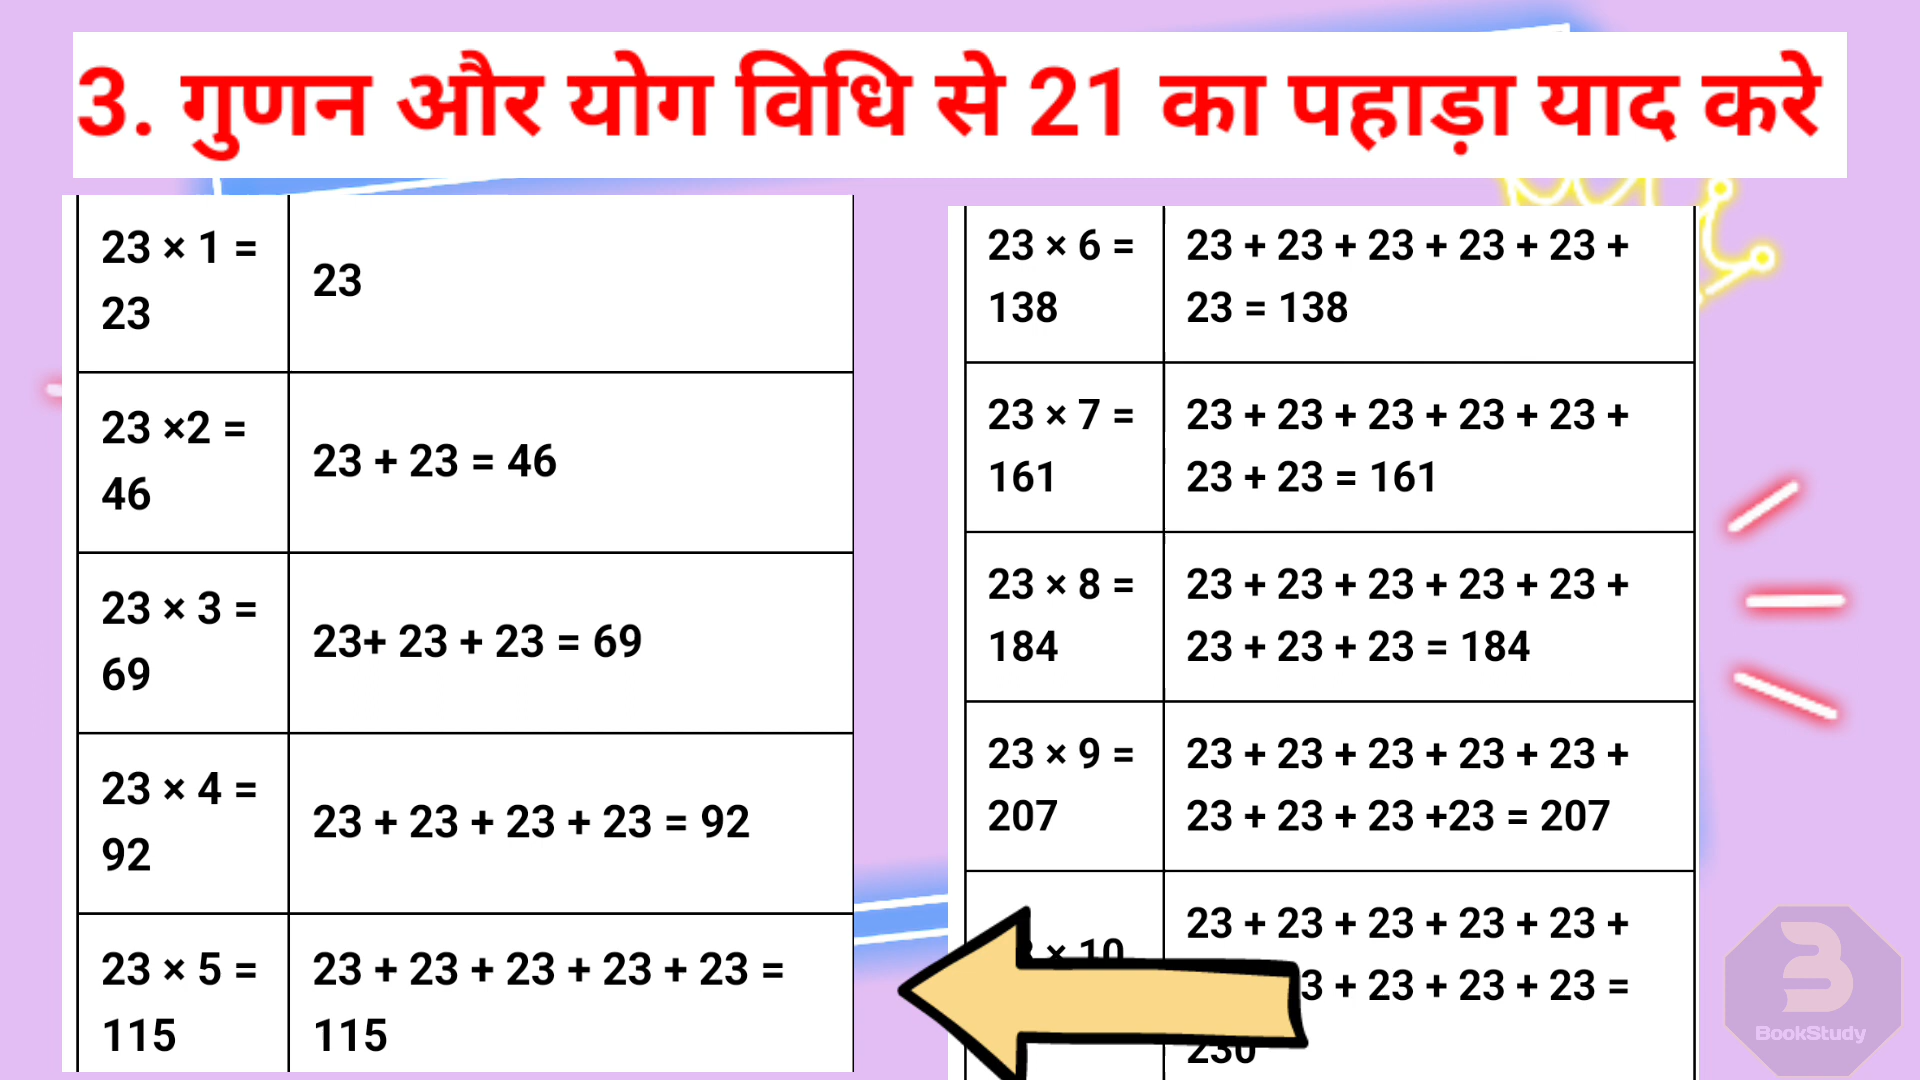 3. गुणन और योग विधि से 21 का पहाड़ा याद करे
23 × 1 =
23
23
23 ×2 =
46
23 + 23 = 46
23 × 3 =
69
23+ 23 + 23 = 69
23 × 4 =
92
23 + 23 + 23 + 23 = 92
23 × 5 =
115
23 + 23 + 23 + 23 + 23 =
115
23 × 6 =
138
23 + 23 + 23 + 23 + 23 +
23 = 138
23 × 7 =
161
23 + 23 + 23 + 23 + 23 +
23 + 23 = 161
23 × 8 =
184
23 + 23 + 23 + 23 + 23 +
23 + 23 + 23 = 184
23 × 9 =
207
23 + 23 + 23 + 23 + 23 +
23 + 23 + 23 +23 = 207
× 10
23 + 23 + 23 + 23 + 23 +
3 + 23 + 23 + 23 =
230
BookStudy